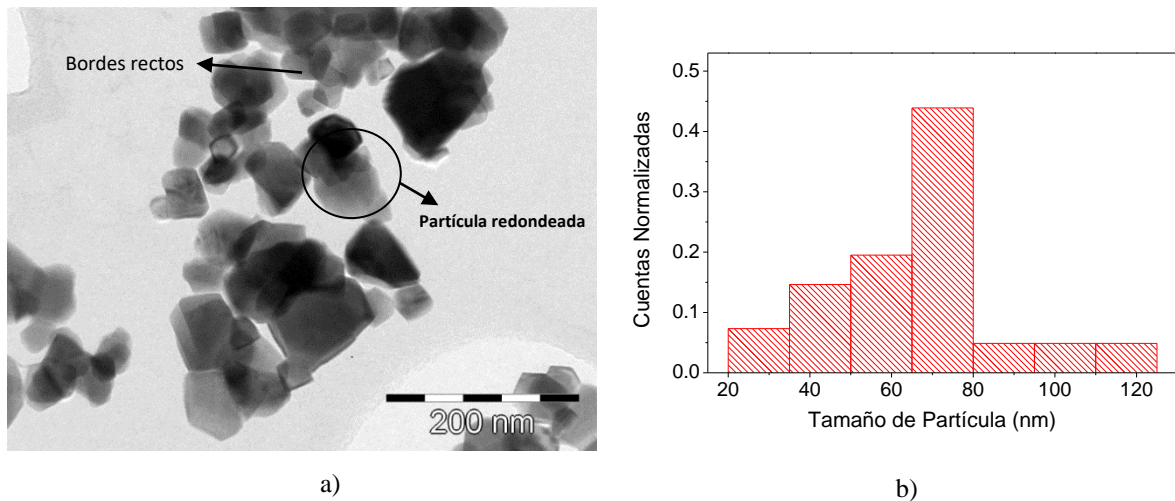 Bordes rectos
Partícula redondeada
200 nm
a)
0.5
0.4
0.3
0.2
0.1
0.0
Cuentas Normalizadas
20
40
60
80
100
120
Tamaño de Partícula (nm)
b)